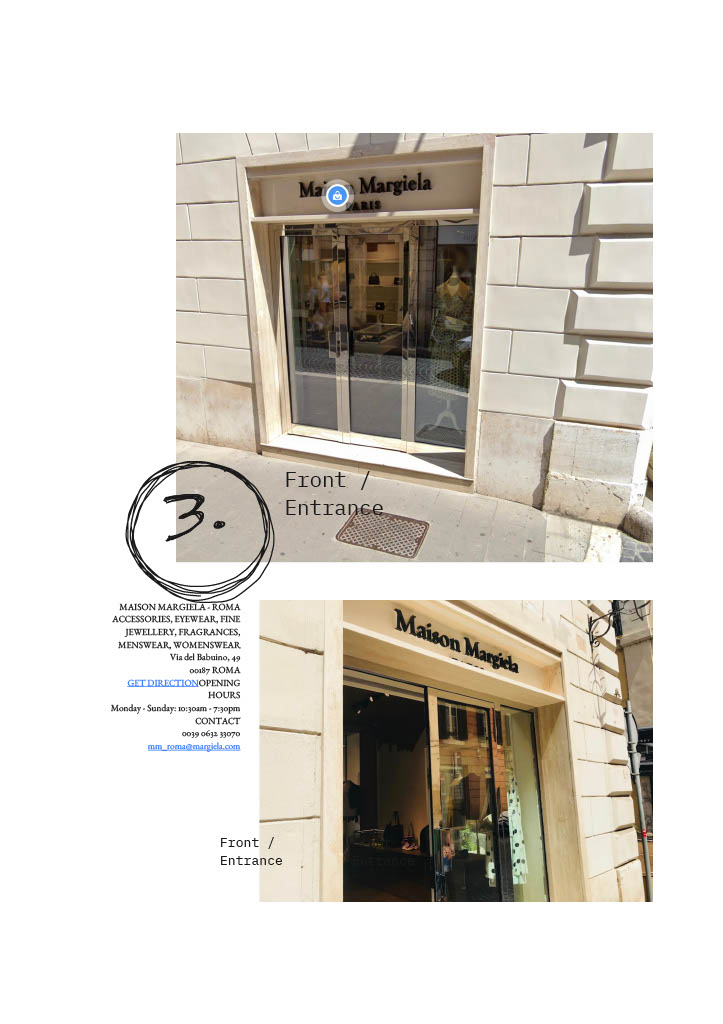 Maison Margiela
PARIS
Front /
Entrance
3.
MAISON MARGIELA - ROMA
ACCESSORIES, EYEWEAR, FINE
JEWELLERY, FRAGRANCES,
MENSWEAR, WOMENSWEAR
Via del Babuino, 49
00187 ROMA
GET DIRECTIONOPENING
HOURS
Monday - Sunday: 10:30am - 7:30pm
CONTACT
0039 0632 33070
mm_roma@margiela.com
Maison Margiela
PARIS
Front /
Entrance
Entrance